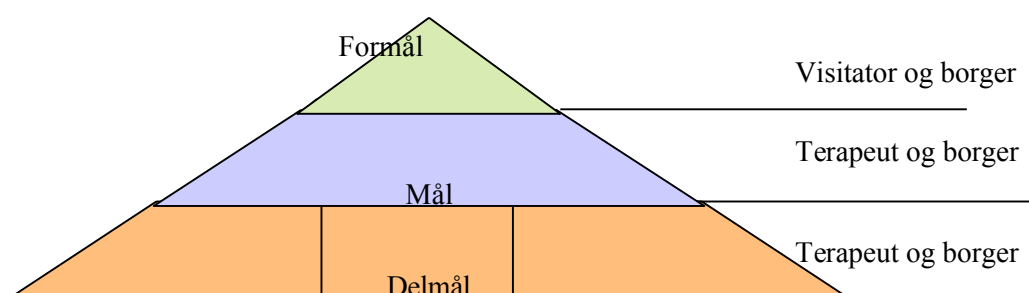 Formål
Visitator og borger
Terapeut og borger
Mål
Terapeut og borger
Delmål